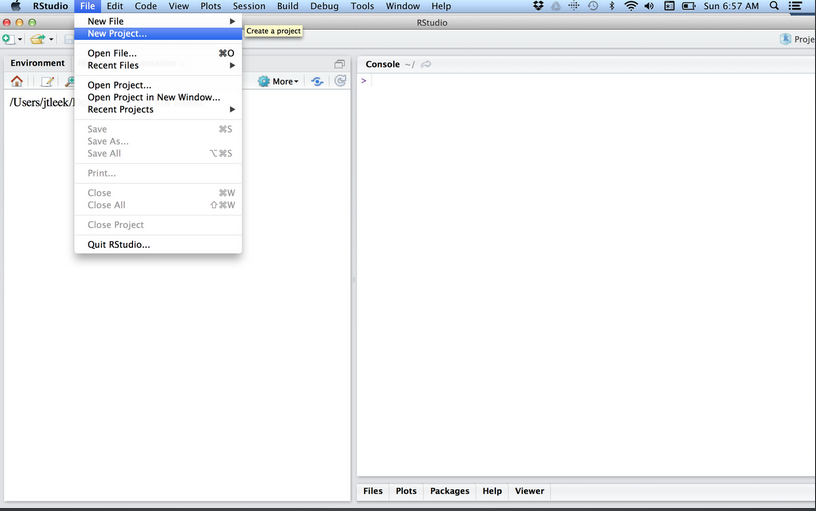 RStudio File Edit Code View Plots Session Build Debug Tools Window Help Sun 6:57 AM
RStudio
New File
New Project...
Create a project
Open File... ⌘O
Recent Files
Open Project...
Open Project in New Window...
Recent Projects
Save ⌘S
Save As...
Save All ⌥⌘S
Print...
Close ⌘W
Close All ⇧⌘W
Close Project
Quit RStudio...
Environment
More
/Users/jtleek/
Proje
Console ~/
>
Files Plots Packages Help Viewer